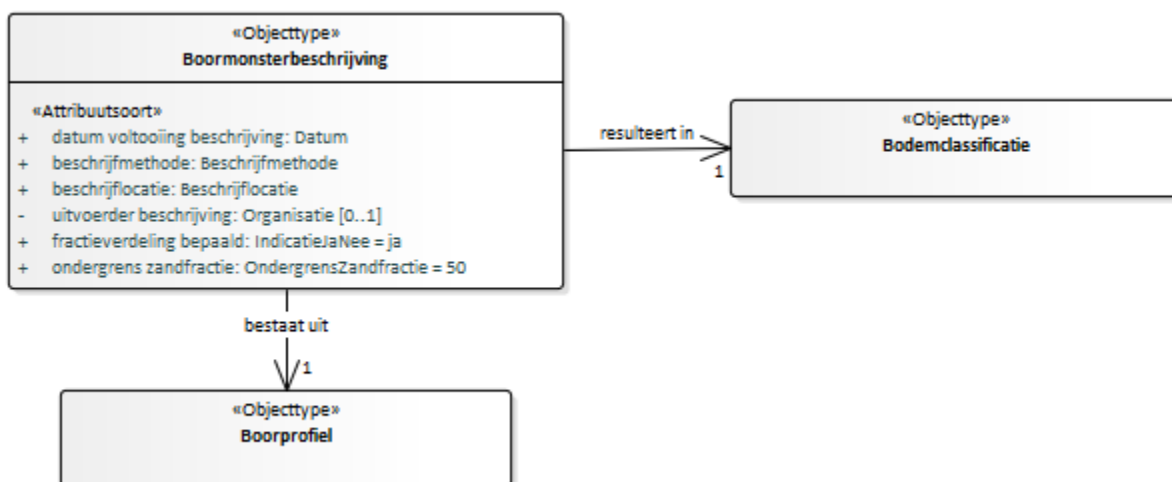 «Objecttype»
Boormonsterbeschrijving
«Attribuutsoort»
+ datum voltooiing beschrijving: Datum
+ beschrijfmethode: Beschrijfmethode
+ beschrijflocatie: Beschrijflocatie
- uitvoerder beschrijving: Organisatie [0..1]
+ fractieverdeling bepaald: IndicatieJaNee = ja
+ ondergrens zandfractie: OndergrensZandfractie = 50
resulteert in
1
«Objecttype»
Bodemclassificatie
bestaat uit
1
«Objecttype»
Boorprofiel